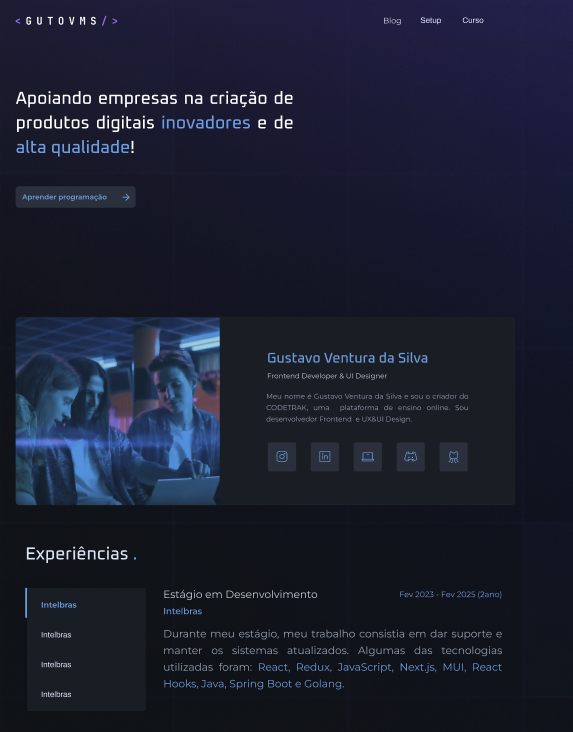 < GUTOVMS / >
Blog Setup Curso
Apoiando empresas na criação de
produtos digitais inovadores e de
alta qualidade!
Aprender programação
Gustavo Ventura da Silva
Frontend Developer & UI Designer
Meu nome é Gustavo Ventura da Silva e sou o criador do
CODETRAK, uma plataforma de ensino online. Sou
desenvolvedor Frontend e UX&UI Design.
Experiências .
Intelbras
Intelbras
Intelbras
Intelbras
Estágio em Desenvolvimento
Fev 2023 - Fev 2025 (2ano)
Intelbras
Durante meu estágio, meu trabalho consistia em dar suporte e
manter os sistemas atualizados. Algumas das tecnologias
utilizadas foram: React, Redux, JavaScript, Next.js, MUI, React
Hooks, Java, Spring Boot e Golang.